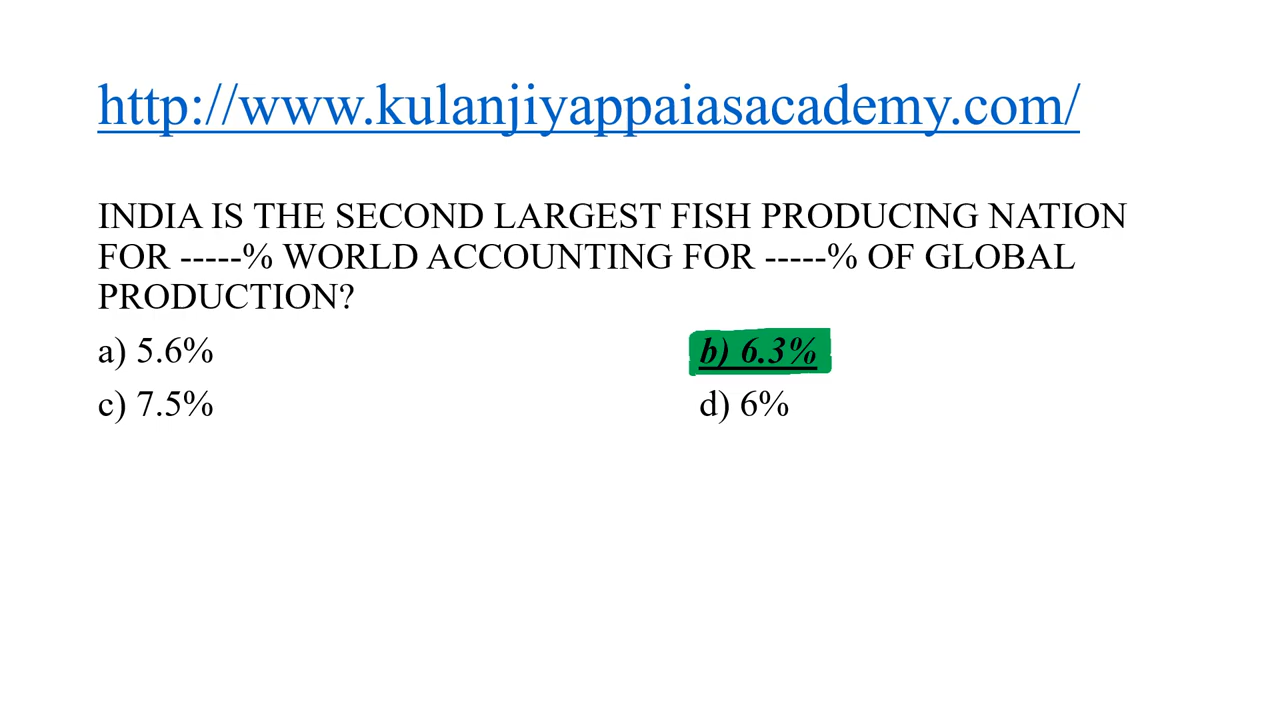 http://www.kulanjiyappaiasacademy.com/
INDIA IS THE SECOND LARGEST FISH PRODUCING NATION
FOR -----% WORLD ACCOUNTING FOR -----% OF GLOBAL
PRODUCTION?
a) 5.6% b) 6.3%
c) 7.5% d) 6%